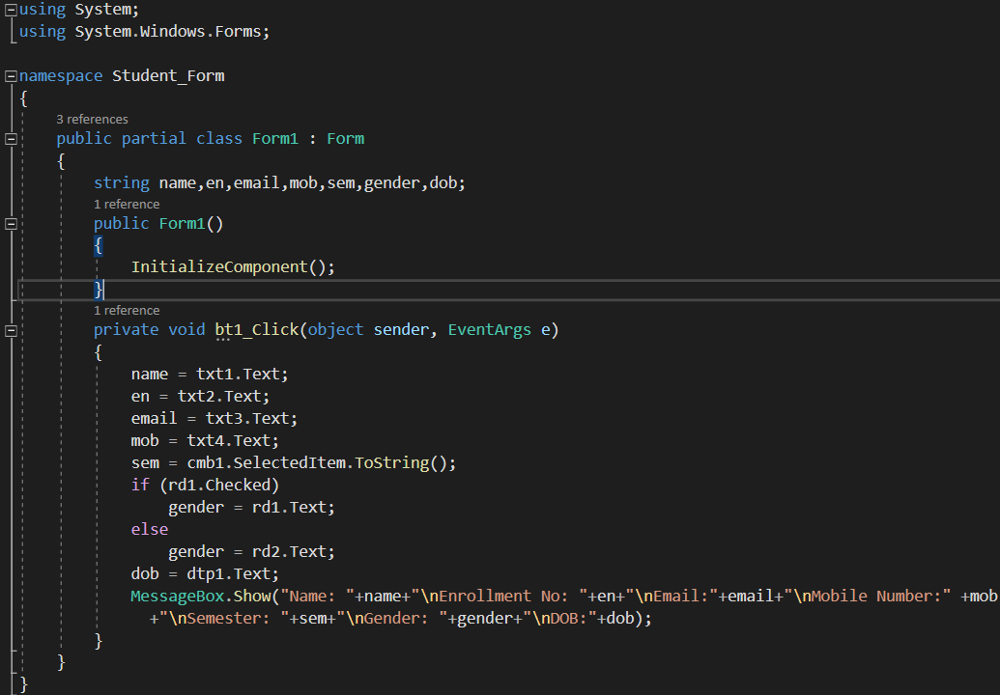 using System;
using System.Windows.Forms;
namespace Student_Form
{
3 references
public partial class Form1 : Form
{
string name,en,email,mob,sem,gender,dob;
1 reference
public Form1()
{
InitializeComponent();
}
1 reference
private void bt1_Click(object sender, EventArgs e)
{
name = txt1.Text;
en = txt2.Text;
email = txt3.Text;
mob = txt4.Text;
sem = cmb1.SelectedItem.ToString();
if (rd1.Checked)
gender = rd1.Text;
else
gender = rd2.Text;
dob = dtp1.Text;
MessageBox.Show("Name: "+name+"\nEnrollment No: "+en+"\nEmail:"+email+"\nMobile Number:" +mob
+"\nSemester: "+sem+"\nGender: "+gender+"\nDOB:"+dob);
}
}
}